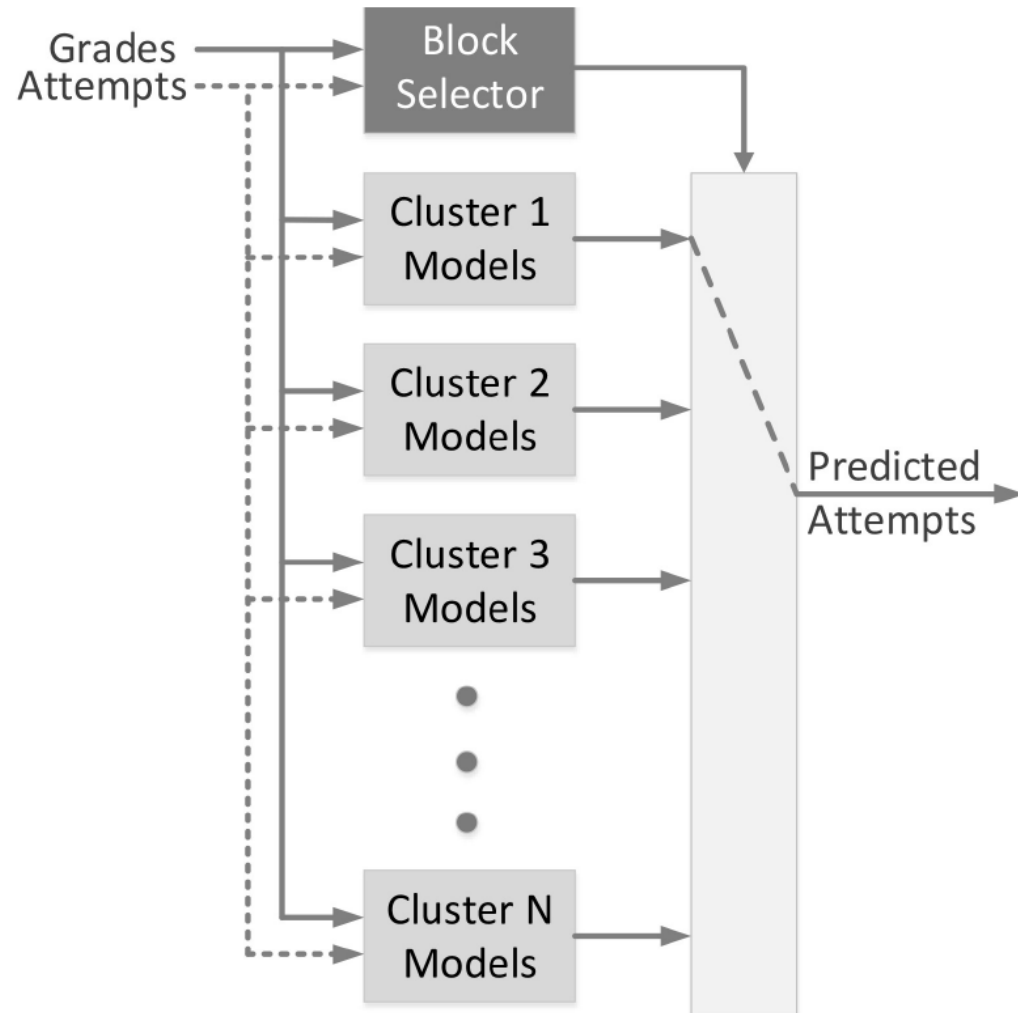 Grades
Attempts
Block
Selector
Cluster 1
Models
Cluster 2
Models
Cluster 3
Models
Cluster N
Models
Predicted
Attempts